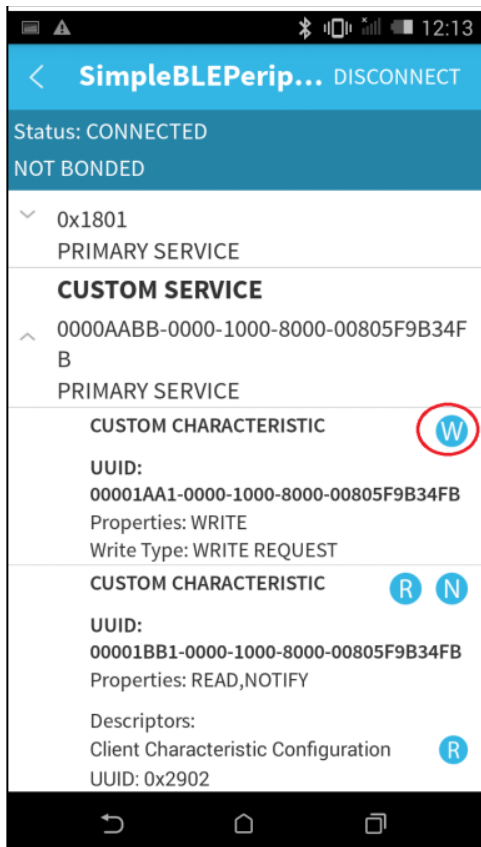 12:13
SimpleBLEPerip... DISCONNECT
Status: CONNECTED
NOT BONDED
0x1801
PRIMARY SERVICE
CUSTOM SERVICE
0000AABB-0000-1000-8000-00805F9B34F
B
PRIMARY SERVICE
CUSTOM CHARACTERISTIC W
UUID:
00001AA1-0000-1000-8000-00805F9B34FB
Properties: WRITE
Write Type: WRITE REQUEST
CUSTOM CHARACTERISTIC R N
UUID:
00001BB1-0000-1000-8000-00805F9B34FB
Properties: READ,NOTIFY
Descriptors:
Client Characteristic Configuration R
UUID: 0x2902